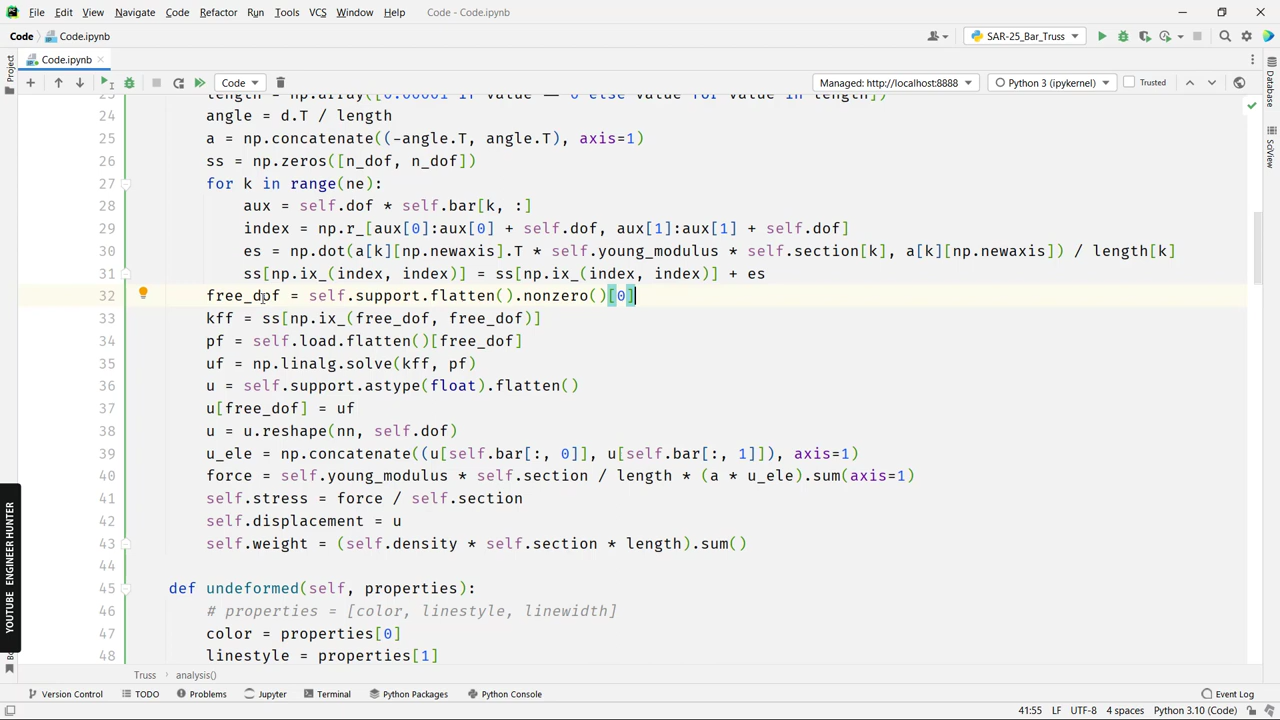 File Edit View Navigate Code Refactor Run Tools VCS Window Help Code - Code.ipynb
Code Code.ipynb SAR-25_Bar_Truss
Project Code.ipynb
Code Managed: http://localhost:8888 Python 3 (ipykernel) Trusted
Database
SciView
24 angle = d.T / length
25 a = np.concatenate((-angle.T, angle.T), axis=1)
26 ss = np.zeros([n_dof, n_dof])
27 for k in range(ne):
28 aux = self.dof * self.bar[k, :]
29 index = np.r_[aux[0]:aux[0] + self.dof, aux[1]:aux[1] + self.dof]
30 es = np.dot(a[k][np.newaxis].T * self.young_modulus * self.section[k], a[k][np.newaxis]) / length[k]
31 ss[np.ix_(index, index)] = ss[np.ix_(index, index)] + es
32 free_dof = self.support.flatten().nonzero()[0]
33 kff = ss[np.ix_(free_dof, free_dof)]
34 pf = self.load.flatten()[free_dof]
35 uf = np.linalg.solve(kff, pf)
36 u = self.support.astype(float).flatten()
37 u[free_dof] = uf
38 u = u.reshape(nn, self.dof)
39 u_ele = np.concatenate((u[self.bar[:, 0]], u[self.bar[:, 1]]), axis=1)
40 force = self.young_modulus * self.section / length * (a * u_ele).sum(axis=1)
41 self.stress = force / self.section
42 self.displacement = u
43 self.weight = (self.density * self.section * length).sum()
44
45 def undeformed(self, properties):
46 # properties = [color, linestyle, linewidth]
47 color = properties[0]
48 linestyle = properties[1]
YOUTUBE ENGINEER HUNTER
Truss analysis()
Version Control TODO Problems Jupyter Terminal Python Packages Python Console Event Log
41:55 LF UTF-8 4 spaces Python 3.10 (Code)